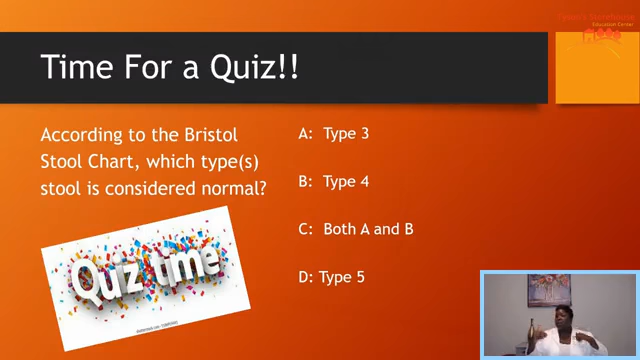 Education Center
Time For a Quiz!!
According to the Bristol
Stool Chart, which type(s)
stool is considered normal?
A: Type 3
B: Type 4
C: Both A and B
D: Type 5
Quiz time